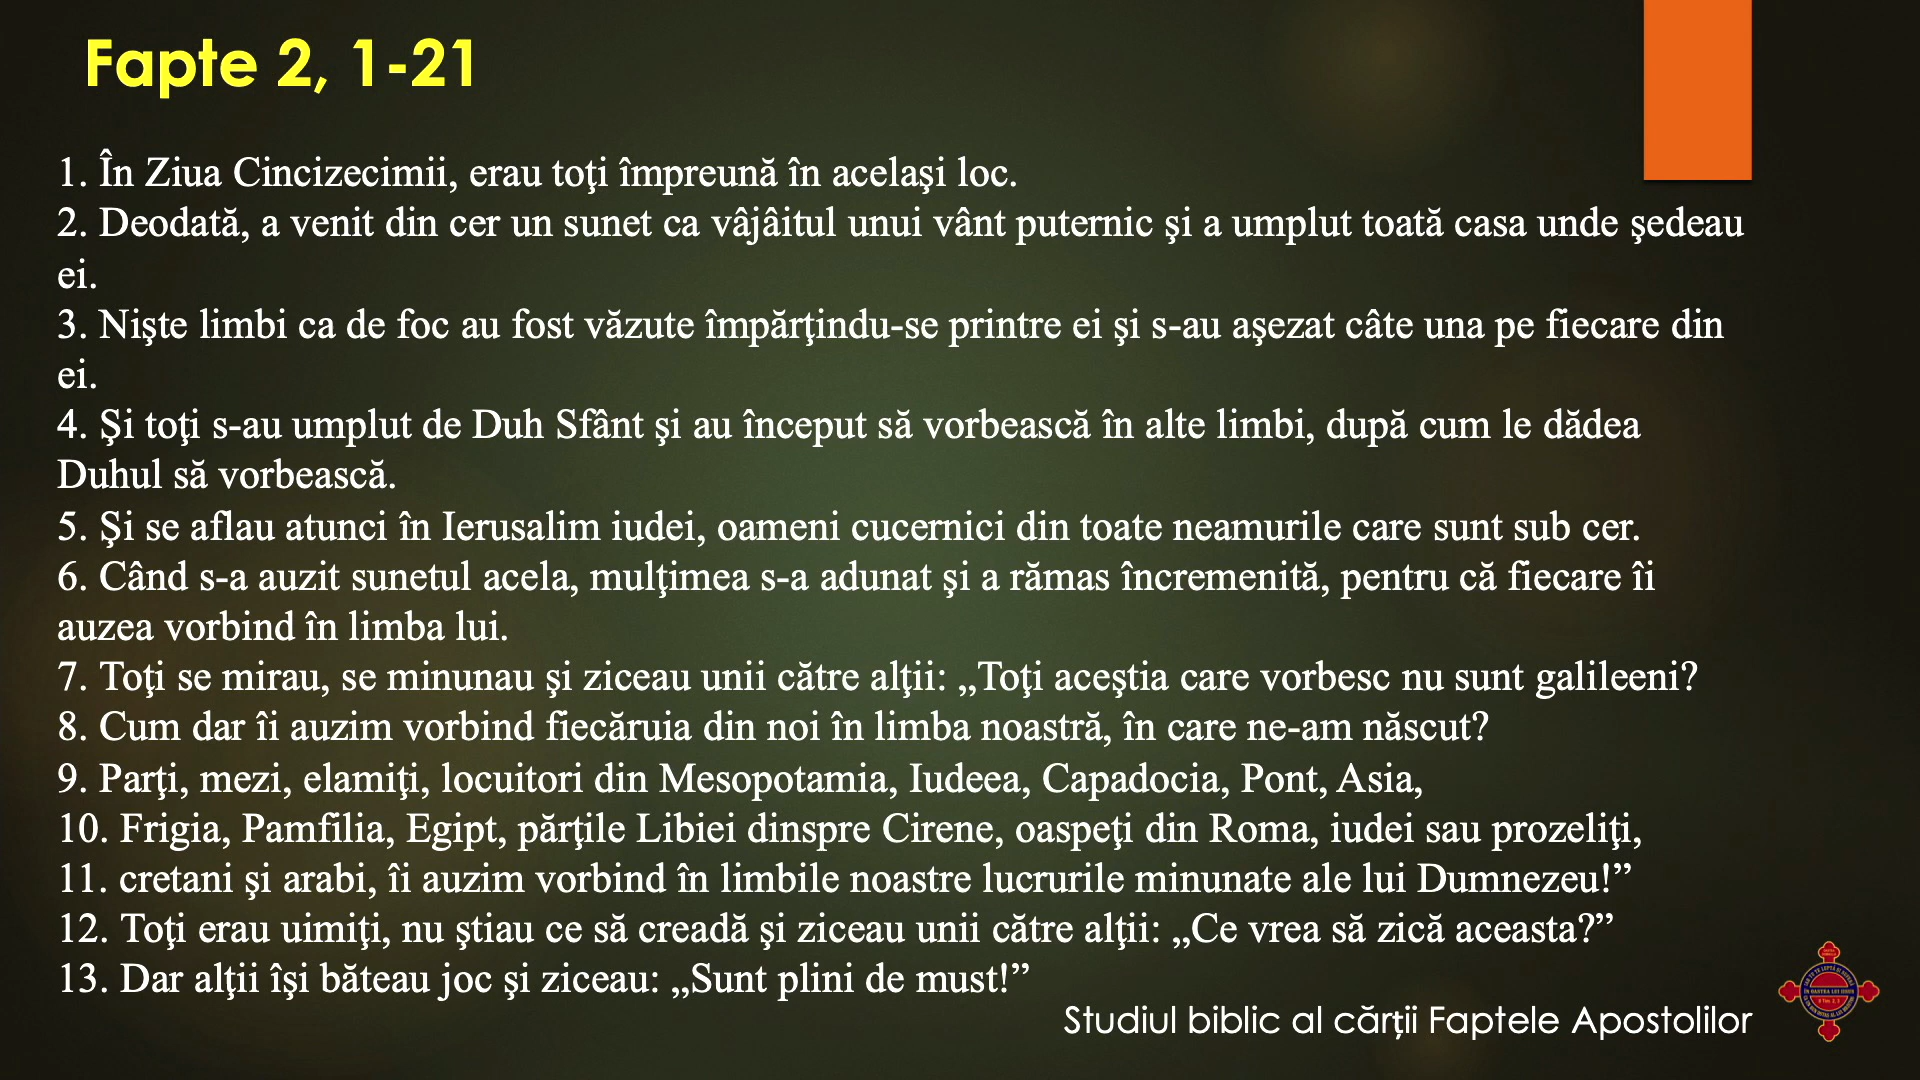 Fapte 2, 1-21
1. În Ziua Cincizecimii, erau toţi împreună în acelaşi loc.
2. Deodată, a venit din cer un sunet ca vâjâitul unui vânt puternic şi a umplut toată casa unde şedeau
ei.
3. Nişte limbi ca de foc au fost văzute împărţindu-se printre ei şi s-au aşezat câte una pe fiecare din
ei.
4. Şi toţi s-au umplut de Duh Sfânt şi au început să vorbească în alte limbi, după cum le dădea
Duhul să vorbească.
5. Şi se aflau atunci în Ierusalim iudei, oameni cucernici din toate neamurile care sunt sub cer.
6. Când s-a auzit sunetul acela, mulţimea s-a adunat şi a rămas încremenită, pentru că fiecare îi
auzea vorbind în limba lui.
7. Toţi se mirau, se minunau şi ziceau unii către alţii: „Toţi aceştia care vorbesc nu sunt galileeni?
8. Cum dar îi auzim vorbind fiecăruia din noi în limba noastră, în care ne-am născut?
9. Parţi, mezi, elamiţi, locuitori din Mesopotamia, Iudeea, Capadocia, Pont, Asia,
10. Frigia, Pamfilia, Egipt, părţile Libiei dinspre Cirene, oaspeţi din Roma, iudei sau prozeliţi,
11. cretani şi arabi, îi auzim vorbind în limbile noastre lucrurile minunate ale lui Dumnezeu!”
12. Toţi erau uimiţi, nu ştiau ce să creadă şi ziceau unii către alţii: „Ce vrea să zică aceasta?”
13. Dar alţii îşi băteau joc şi ziceau: „Sunt plini de must!”
Studiul biblic al cărții Faptele Apostolilor